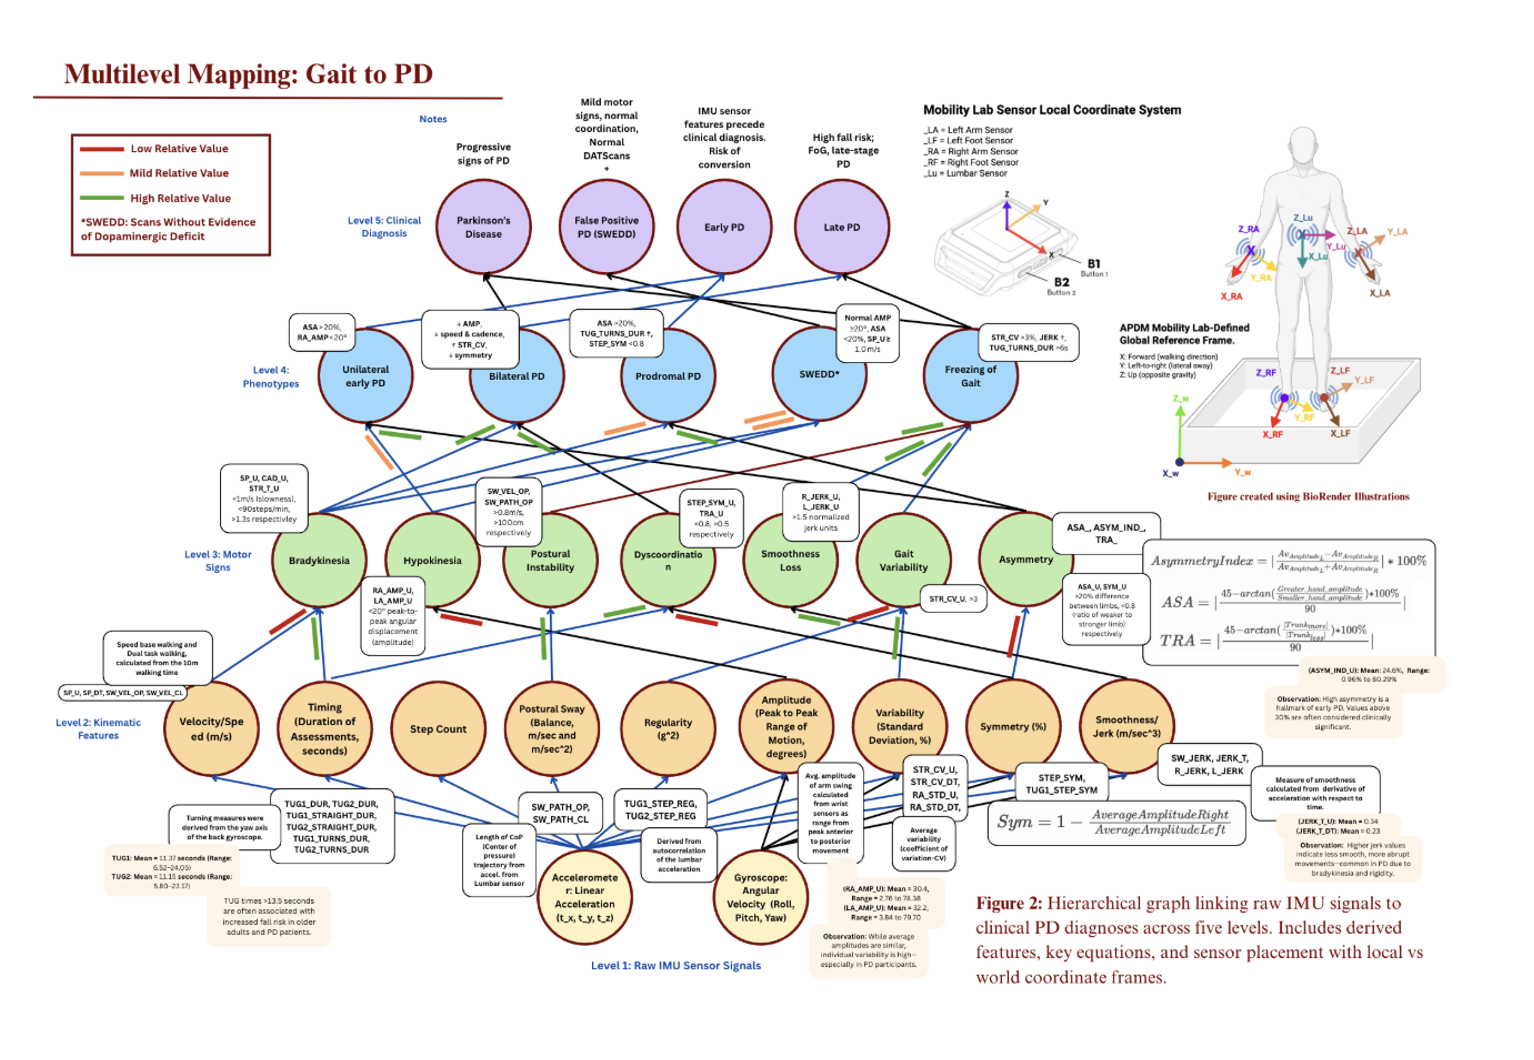 Multilevel Mapping: Gait to PD
Low Relative Value
Mild Relative Value
High Relative Value
*SWEDD: Scans Without Evidence
of Dopaminergic Deficit
Notes
Progressive
signs of PD
Mild motor
signs, normal
coordination,
Normal
DATScans
+
IMU sensor
features precede
clinical diagnosis.
Risk of
conversion
High fall risk;
FoG, late-stage
PD
Level 5: Clinical
Diagnosis
Parkinson's
Disease
False Positive
PD (SWEDD)
Early PD
Late PD
Mobility Lab Sensor Local Coordinate System
_LA = Left Arm Sensor
_LF = Left Foot Sensor
_RA = Right Arm Sensor
_RF = Right Foot Sensor
_Lu = Lumbar Sensor
Z
Y
X
B1
Button 1
B2
Button 2
Z_Lu
Y_Lu
X_Lu
Z_RA
Y_RA
X_RA
Z_LA
Y_LA
X_LA
APDM Mobility Lab-Defined
Global Reference Frame.
X: Forward (walking direction)
Y: Left-to-right (lateral sway)
Z: Up (opposite gravity)
Z_RF
Y_RF
X_RF
Z_LF
Y_LF
X_LF
Z_w
X_w
Y_w
Figure created using BioRender Illustrations
Level 4:
Phenotypes
ASA >20%,
RA_AMP <20°
Unilateral
early PD
↓ AMP,
↓ speed & cadence,
↑ STR_CV,
↓ symmetry
Bilateral PD
ASA >20%,
TUG_TURNS_DUR ↑,
STEP_SYM <0.8
Prodromal PD
Normal AMP
≥20°, ASA
<20%, SP_U ≥
1.0 m/s
SWEDD*
STR_CV >3%, JERK ↑,
TUG_TURNS_DUR >6s
Freezing of
Gait
Level 3: Motor
Signs
SP_U, CAD_U,
STR_T_U
<1m/s (slowness),
<90steps/min,
>1.3s respectivley
Bradykinesia
Hypokinesia
RA_AMP_U,
LA_AMP_U
<20° peak-to-
peak angular
displacement
(amplitude)
SW_VEL_OP,
SW_PATH_OP
>0.8m/s,
>100cm
respectively
Postural
Instability
STEP_SYM_U,
TRA_U
<0.8, >0.5
respectively
Dyscoordinatio
n
R_JERK_U,
L_JERK_U
>1.5 normalized
jerk units
Smoothness
Loss
Gait
Variability
STR_CV_U, >3
Asymmetry
ASA_, ASYM_IND_,
TRA_
ASA_U, SYM_U
>20% difference
between limbs, <0.8
(ratio of weaker to
stronger limb)
respectively
AsymmetryIndex = | Av_Amplitude_L − Av_Amplitude_R / Av_Amplitude_L + Av_Amplitude_R | * 100%
ASA = | 45−arctan( Greater_hand_amplitude / Smaller_hand_amplitude )*100% / 90 |
TRA = | 45−arctan( |Trunk_more| / |Trunk_less| )*100% / 90 |
(ASYM_IND_U): Mean: 24.6%, Range:
0.96% to 80.29%
Observation: High asymmetry is a
hallmark of early PD. Values above
30% are often considered clinically
significant.
Level 2: Kinematic
Features
Speed base walking and
Dual task walking,
calculated from the 10m
walking time
SP_U, SP_DT, SW_VEL_OP, SW_VEL_CL
Velocity/Spe
ed (m/s)
Timing
(Duration of
Assessments,
seconds)
Step Count
Postural Sway
(Balance,
m/sec and
m/sec^2)
Regularity
(g^2)
Amplitude
(Peak to Peak
Range of
Motion,
degrees)
Variability
(Standard
Deviation, %)
Symmetry (%)
Smoothness/
Jerk (m/sec^3)
Turning measures were
derived from the yaw axis
of the back gyroscope.
TUG1_DUR, TUG2_DUR,
TUG1_STRAIGHT_DUR,
TUG2_STRAIGHT_DUR,
TUG1_TURNS_DUR,
TUG2_TURNS_DUR
TUG1: Mean = 11.37 seconds (Range:
6.52–24.05)
TUG2: Mean = 11.15 seconds (Range:
5.80–23.17)
TUG times >13.5 seconds
are often associated with
increased fall risk in older
adults and PD patients.
SW_PATH_OP,
SW_PATH_CL
Length of CoP
(Center of
pressure)
trajectory from
accel. from
Lumbar sensor
TUG1_STEP_REG,
TUG2_STEP_REG
Derived from
autocorrelation
of the lumbar
acceleration
Avg. amplitude
of arm swing
calculated
from wrist
sensors as
range from
peak anterior
to posterior
movement
STR_CV_U,
STR_CV_DT,
RA_STD_U,
RA_STD_DT,
Average
variability
(coefficient of
variation-CV)
STEP_SYM,
TUG1_STEP_SYM
Sym = 1 − AverageAmplitudeRight / AverageAmplitudeLeft
SW_JERK, JERK_T,
R_JERK, L_JERK
Measure of smoothness
calculated from derivative of
acceleration with respect to
time.
(JERK_T_U): Mean = 0.34
(JERK_T_DT): Mean = 0.23
Observation: Higher jerk values
indicate less smooth, more abrupt
movements—common in PD due to
bradykinesia and rigidity.
Acceleromete
r: Linear
Acceleration
(t_x, t_y, t_z)
Gyroscope:
Angular
Velocity (Roll,
Pitch, Yaw)
(RA_AMP_U): Mean = 30.4,
Range = 2.76 to 78.38
(LA_AMP_U): Mean = 32.2,
Range = 3.84 to 79.70
Observation: While average
amplitudes are similar,
individual variability is high—
especially in PD participants.
Level 1: Raw IMU Sensor Signals
Figure 2: Hierarchical graph linking raw IMU signals to
clinical PD diagnoses across five levels. Includes derived
features, key equations, and sensor placement with local vs
world coordinate frames.